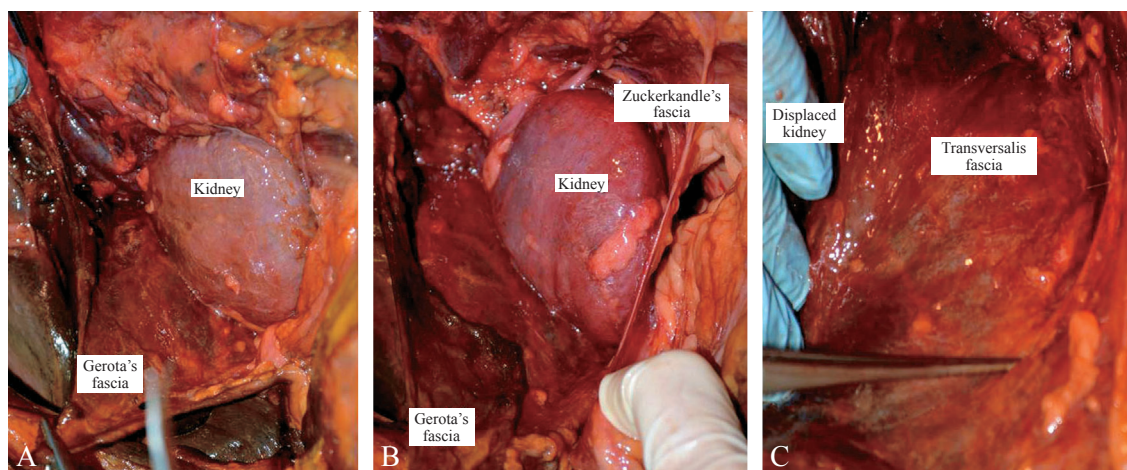 Kidney
Gerota's
fascia
A
Zuckerkandle's
fascia
Kidney
Gerota's
fascia
B
Displaced
kidney
Transversalis
fascia
C